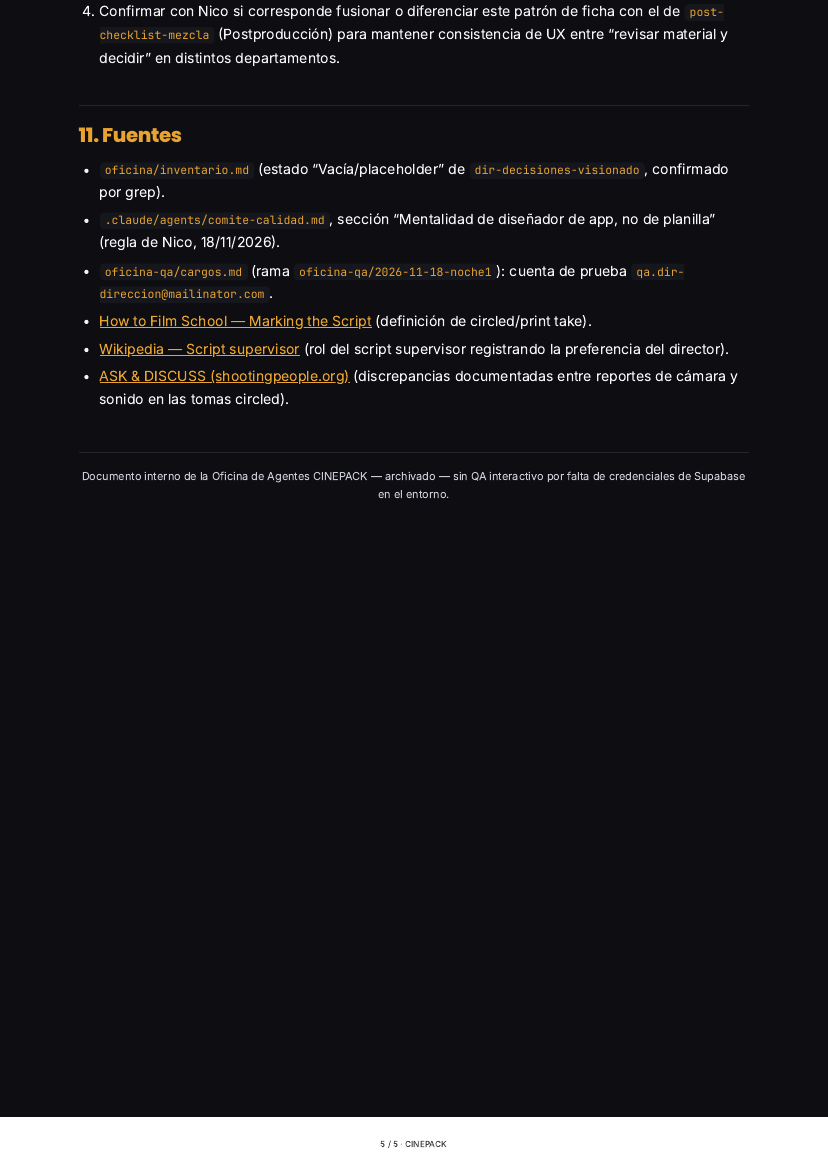 4. Confirmar con Nico si corresponde fusionar o diferenciar este patrón de ficha con el de post-
checklist-mezcla (Postproducción) para mantener consistencia de UX entre “revisar material y
decidir” en distintos departamentos.
11. Fuentes
• oficina/inventario.md (estado “Vacía/placeholder” de dir-decisiones-visionado, confirmado
por grep).
• .claude/agents/comite-calidad.md, sección “Mentalidad de diseñador de app, no de planilla”
(regla de Nico, 18/11/2026).
• oficina-qa/cargos.md (rama oficina-qa/2026-11-18-noche1): cuenta de prueba qa.dir-
direccion@mailinator.com.
• How to Film School — Marking the Script (definición de circled/print take).
• Wikipedia — Script supervisor (rol del script supervisor registrando la preferencia del director).
• ASK & DISCUSS (shootingpeople.org) (discrepancias documentadas entre reportes de cámara y
sonido en las tomas circled).
Documento interno de la Oficina de Agentes CINEPACK — archivado — sin QA interactivo por falta de credenciales de Supabase
en el entorno.
5 / 5 · CINEPACK